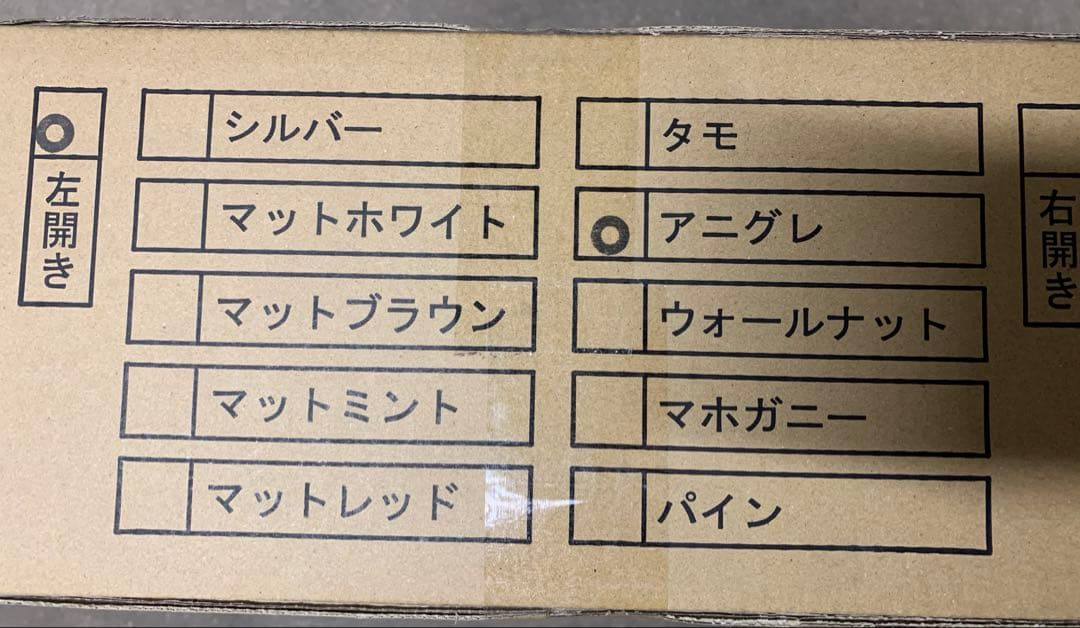 左開き
シルバー
マットホワイト
マットブラウン
マットミント
マットレッド
タモ
アニグレ
ウォールナット
マホガニー
パイン
右開き